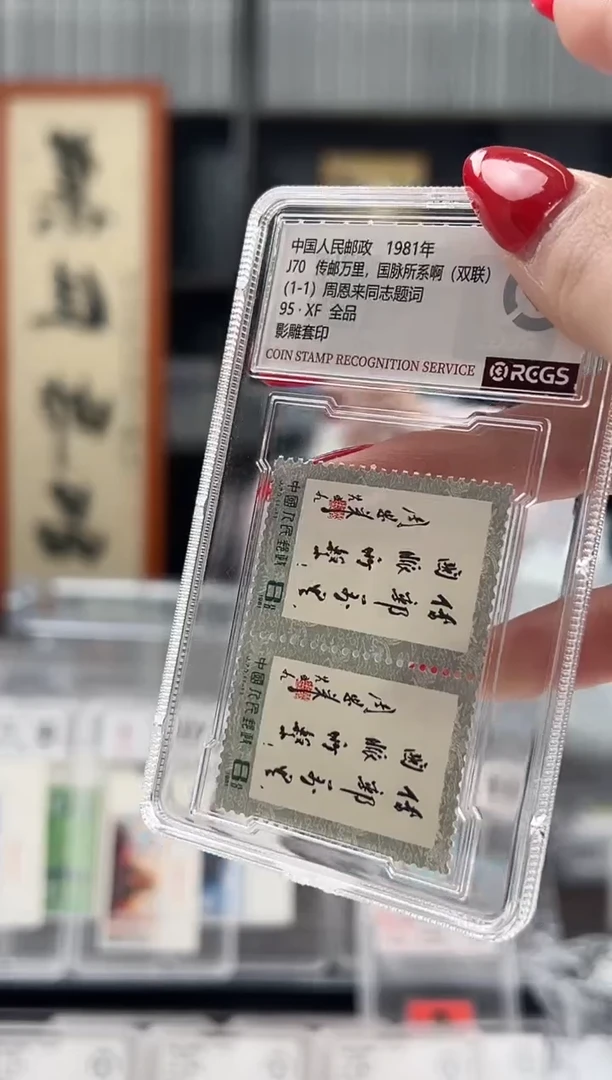 中国人民邮政 1981年
J70 传邮万里，国脉所系啊（双联）
（1-1）周恩来同志题词
95·XF 全品
影雕套印
COIN STAMP RECOGNITION SERVICE RCGS
中國人民郵政 8分
传邮万里
国脉所系!
周恩来
中國人民郵政 8分
传邮万里
国脉所系!
周恩来